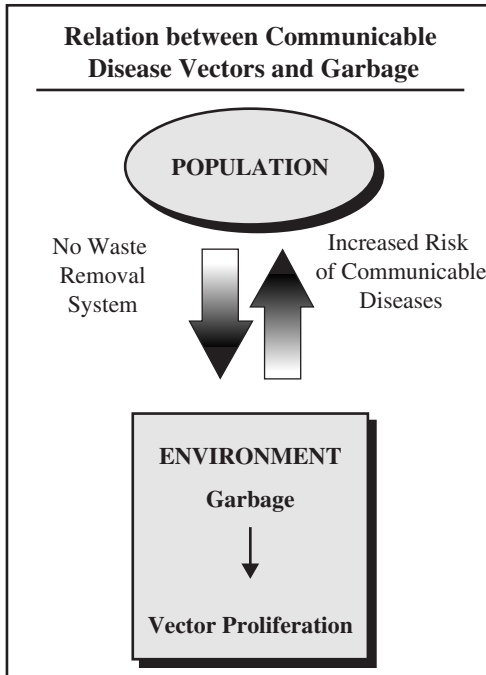 Relation between Communicable
Disease Vectors and Garbage
POPULATION
No Waste
Removal
System
Increased Risk
of Communicable
Diseases
ENVIRONMENT
Garbage
Vector Proliferation